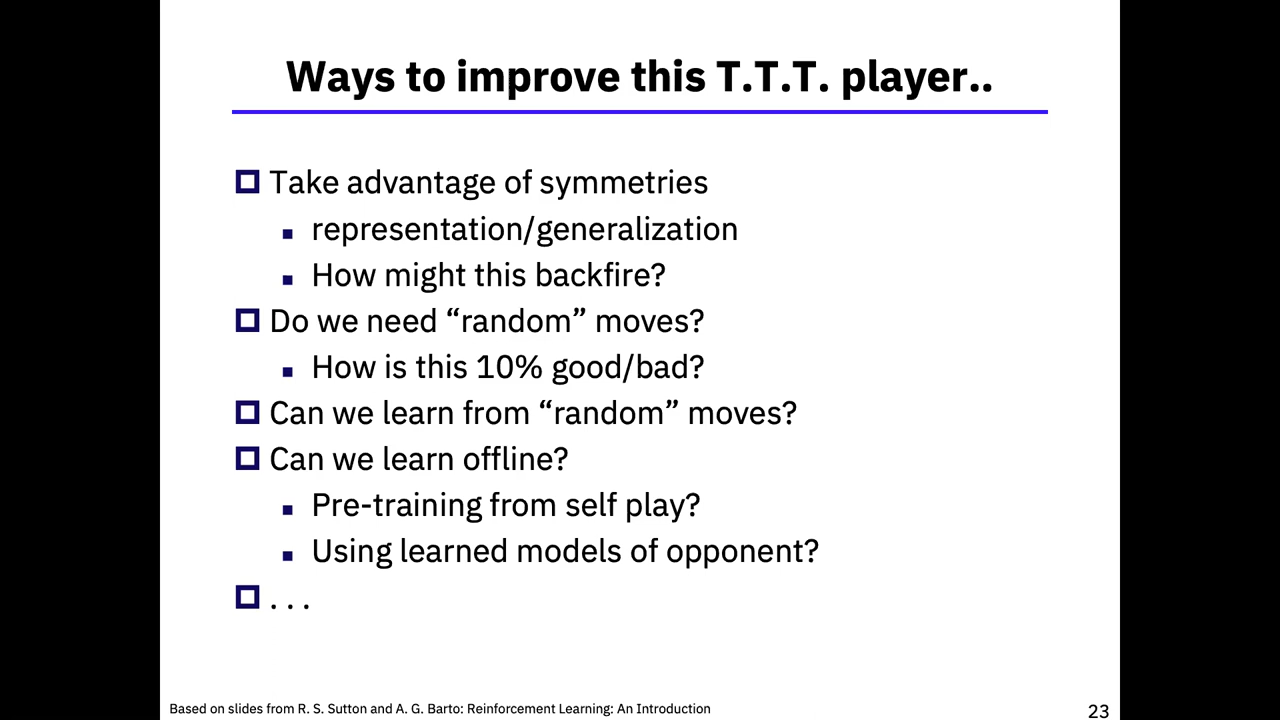 Ways to improve this T.T.T. player..
Take advantage of symmetries
representation/generalization
How might this backfire?
Do we need “random” moves?
How is this 10% good/bad?
Can we learn from “random” moves?
Can we learn offline?
Pre-training from self play?
Using learned models of opponent?
. . .
Based on slides from R. S. Sutton and A. G. Barto: Reinforcement Learning: An Introduction
23